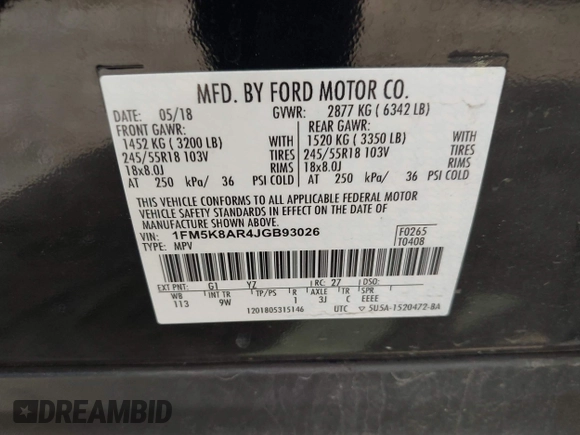 MFD. BY FORD MOTOR CO.
DATE: 05/18 GVWR: 2877 KG (6342 LB)
FRONT GAWR: REAR GAWR:
1452 KG (3200 LB) WITH 1520 KG (3350 LB) WITH
245/55R18 103V TIRES 245/55R18 103V TIRES
18x8.0J RIMS 18x8.0J RIMS
AT 250 kPa/ 36 PSI COLD AT 250 kPa/ 36 PSI COLD
THIS VEHICLE CONFORMS TO ALL APPLICABLE FEDERAL MOTOR
VEHICLE SAFETY STANDARDS IN EFFECT ON THE DATE OF
MANUFACTURE SHOWN ABOVE.
VIN: 1FM5K8AR4JGB93026 F0265
TYPE: MPV T0408
EXT PNT: G1 YZ RC: 27 DSO:
WB INT TR TP/PS R AXLE TR SPR
113 9W 1 3J C EEEE
1201805315146 UTC ▽ 5U5A-1520472-BA
DREAMBID